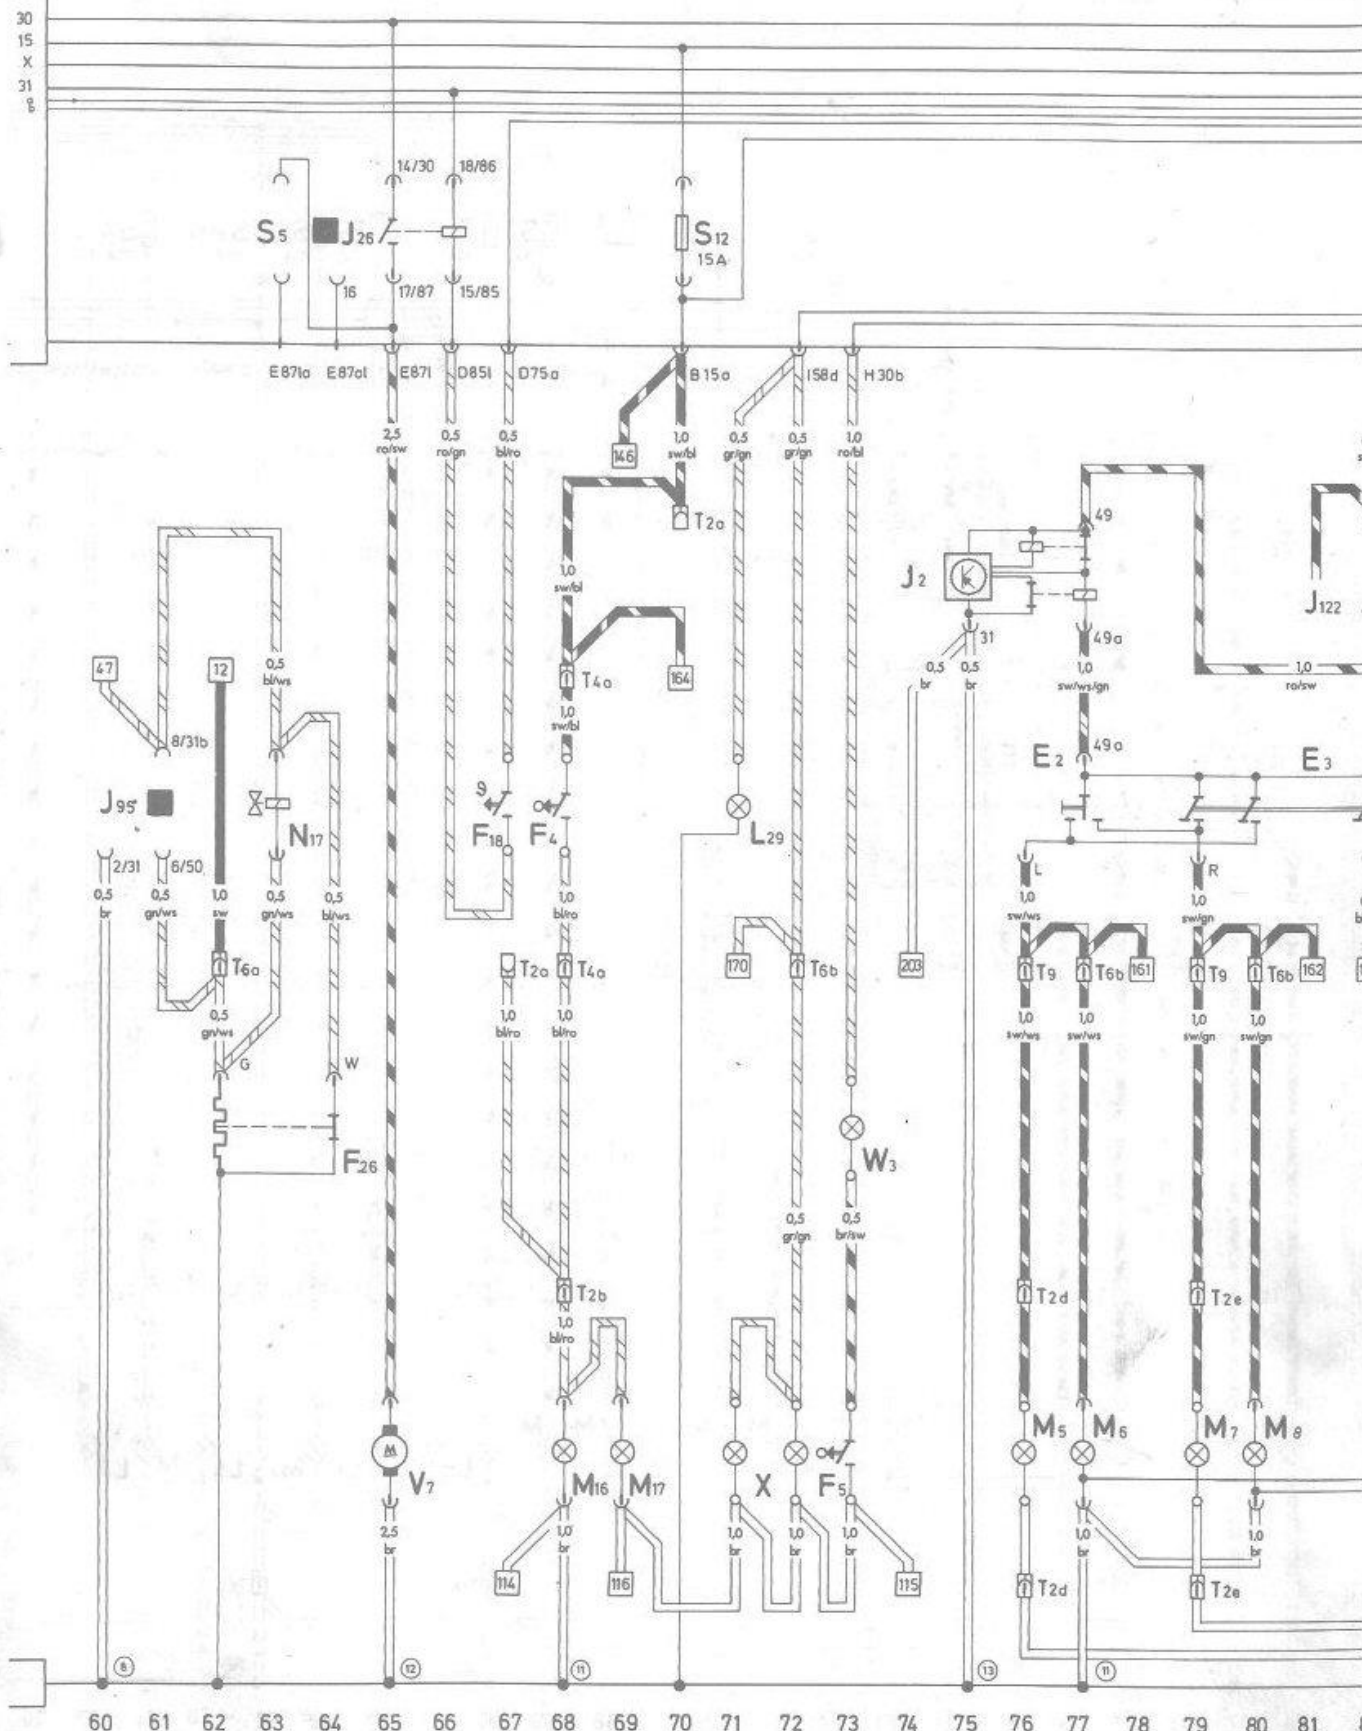 30
15
X
31
14/30 18/86
S5 J26 S12
15A
16 17/87 15/85
E871a E87a1 E871 D851 D75a B15a I58d H30b
2,5 0,5 0,5 1,0 0,5 0,5 1,0
ro/sw ro/gn bl/ro 146 sw/bl gr/gn gr/gn ro/bl
49
T2a
1,0
sw/bl
J2
J122
31 49a
47 12 0,5
bl/ws
T4a 164
0,5 0,5 1,0 1,0
br br sw/ws/gn ro/sw
1,0
sw/bl
8/31b
49a
E2 E3
J95 9
N17 F18 F4 L29
2/31 6/50 L R
0,5 0,5 1,0 0,5 0,5 1,0 1,0 1,0
br gn/ws sw gn/ws bl/ws bl/ro sw/ws sw/gn
T6a T2a T4a 170 T6b 203 T9 T6b 161 T9 T6b 162
0,5 1,0 1,0 1,0 1,0 1,0 1,0
gn/ws bl/ro bl/ro sw/ws sw/ws sw/gn sw/gn
G W
F26 W3
0,5 0,5
gr/gn br/sw
T2b T2d T2e
1,0
bl/ro
M5 M6 M7 M8
V7 M16 M17 X F5
2,5 1,0 1,0 1,0 1,0 1,0 1,0
br br br br br br br
114 116 115 T2d T2e
8 12 11 13 11
60 61 62 63 64 65 66 67 68 69 70 71 72 73 74 75 76 77 78 79 80 81